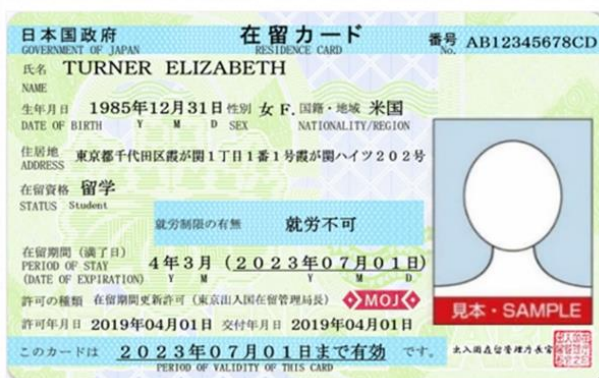 日本国政府 在留カード 番号 AB12345678CD
GOVERNMENT OF JAPAN RESIDENCE CARD No.
氏名 TURNER ELIZABETH
NAME
生年月日 1985年12月31日 性別 女 F. 国籍・地域 米国
DATE OF BIRTH Y M D SEX NATIONALITY/REGION
住居地 東京都千代田区霞が関1丁目1番1号霞が関ハイツ202号
ADDRESS
在留資格 留学
STATUS Student
就労制限の有無 就労不可
在留期間(満了日) 4年3月(2023年07月01日)
PERIOD OF STAY
(DATE OF EXPIRATION) Y M Y M D
許可の種類 在留期間更新許可(東京出入国在留管理局長) MOJ
見本・SAMPLE
許可年月日 2019年04月01日 交付年月日 2019年04月01日
このカードは 2023年07月01日まで有効 です。 出入国在留管理庁長官
PERIOD OF VALIDITY OF THIS CARD